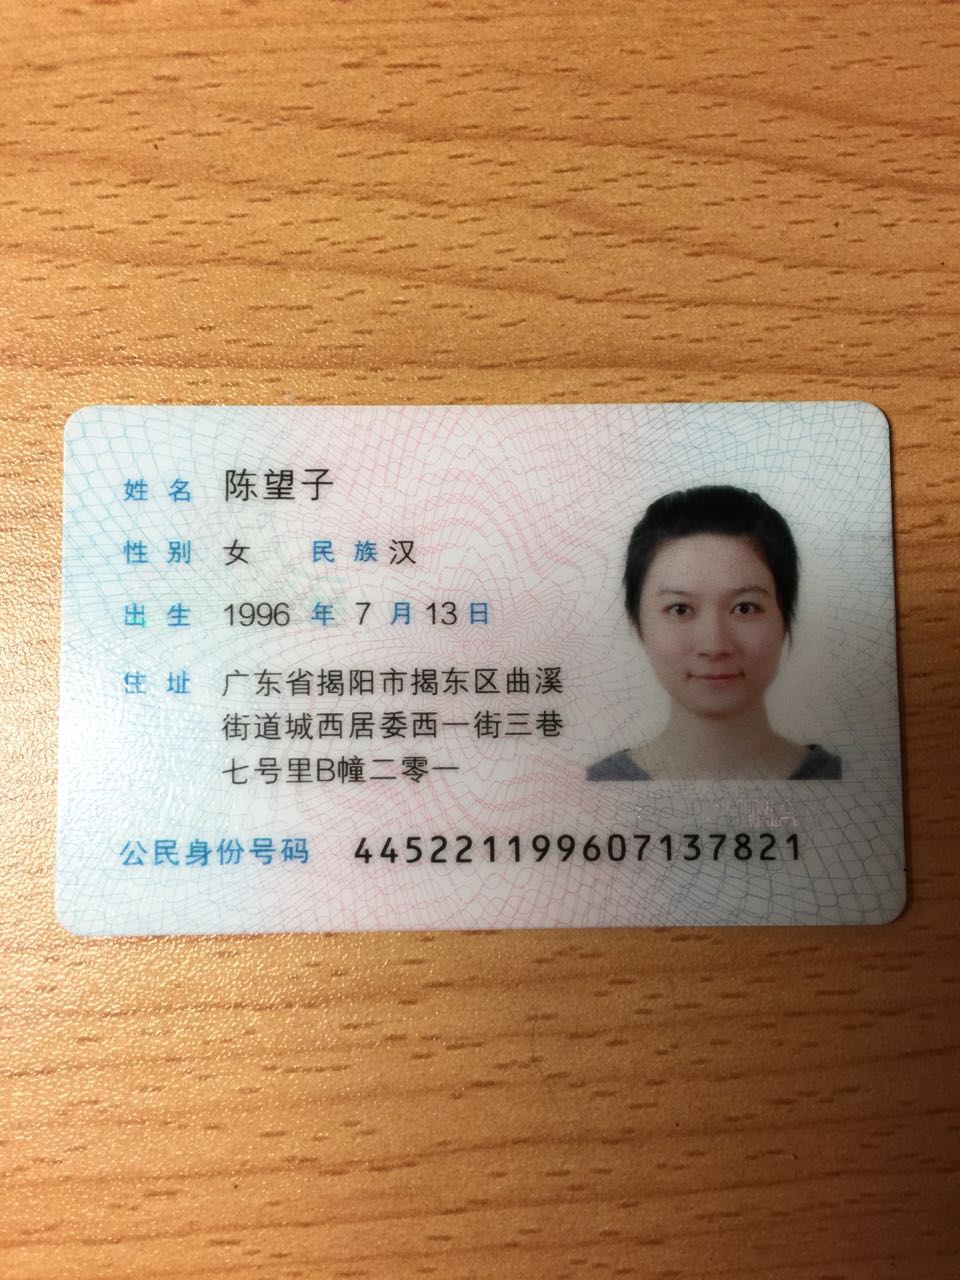 姓名 陈望子
性别 女 民族 汉
出生 1996 年 7 月 13 日
住址 广东省揭阳市揭东区曲溪
街道城西居委西一街三巷
七号里B幢二零一
公民身份号码 445221199607137821